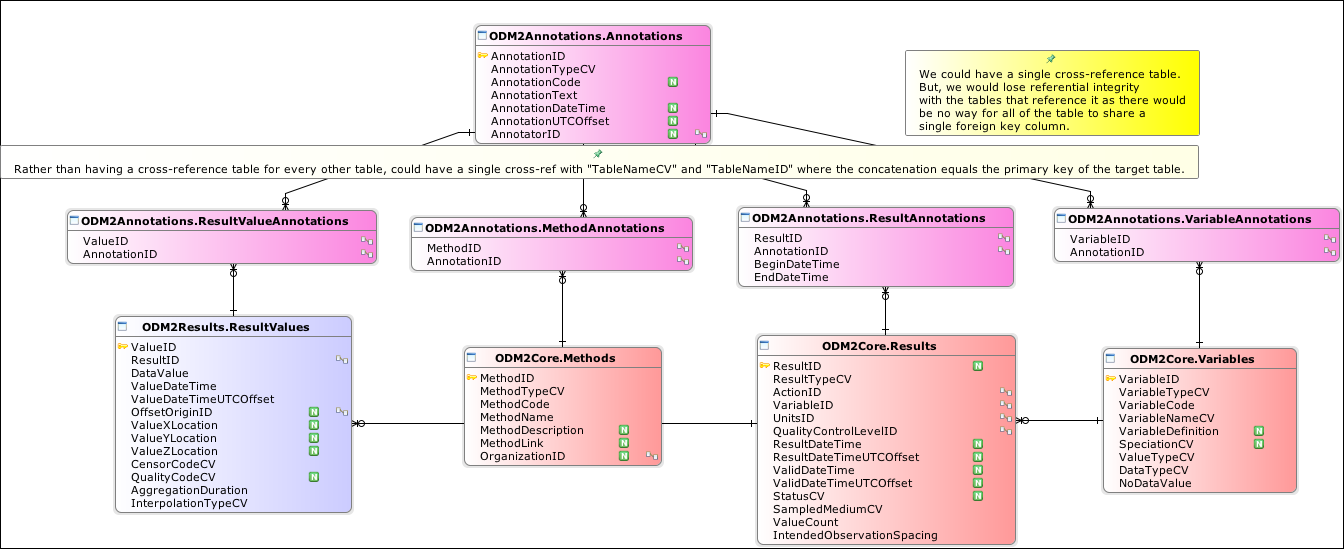 ODM2Annotations.Annotations
AnnotationID
AnnotationTypeCV
AnnotationCode N
AnnotationText
AnnotationDateTime N
AnnotationUTCOffset N
AnnotatorID N
We could have a single cross-reference table.
But, we would lose referential integrity
with the tables that reference it as there would
be no way for all of the table to share a
single foreign key column.
Rather than having a cross-reference table for every other table, could have a single cross-ref with "TableNameCV" and "TableNameID" where the concatenation equals the primary key of the target table.
ODM2Annotations.ResultValueAnnotations
ValueID
AnnotationID
ODM2Annotations.MethodAnnotations
MethodID
AnnotationID
ODM2Annotations.ResultAnnotations
ResultID
AnnotationID
BeginDateTime
EndDateTime
ODM2Annotations.VariableAnnotations
VariableID
AnnotationID
ODM2Results.ResultValues
ValueID
ResultID
DataValue
ValueDateTime
ValueDateTimeUTCOffset
OffsetOriginID N
ValueXLocation N
ValueYLocation N
ValueZLocation N
CensorCodeCV
QualityCodeCV N
AggregationDuration
InterpolationTypeCV
ODM2Core.Methods
MethodID
MethodTypeCV
MethodCode
MethodName
MethodDescription N
MethodLink N
OrganizationID N
ODM2Core.Results
ResultID N
ResultTypeCV
ActionID
VariableID
UnitsID
QualityControlLevelID
ResultDateTime N
ResultDateTimeUTCOffset N
ValidDateTime N
ValidDateTimeUTCOffset N
StatusCV N
SampledMediumCV
ValueCount
IntendedObservationSpacing
ODM2Core.Variables
VariableID
VariableTypeCV
VariableCode
VariableNameCV
VariableDefinition N
SpeciationCV N
ValueTypeCV
DataTypeCV
NoDataValue